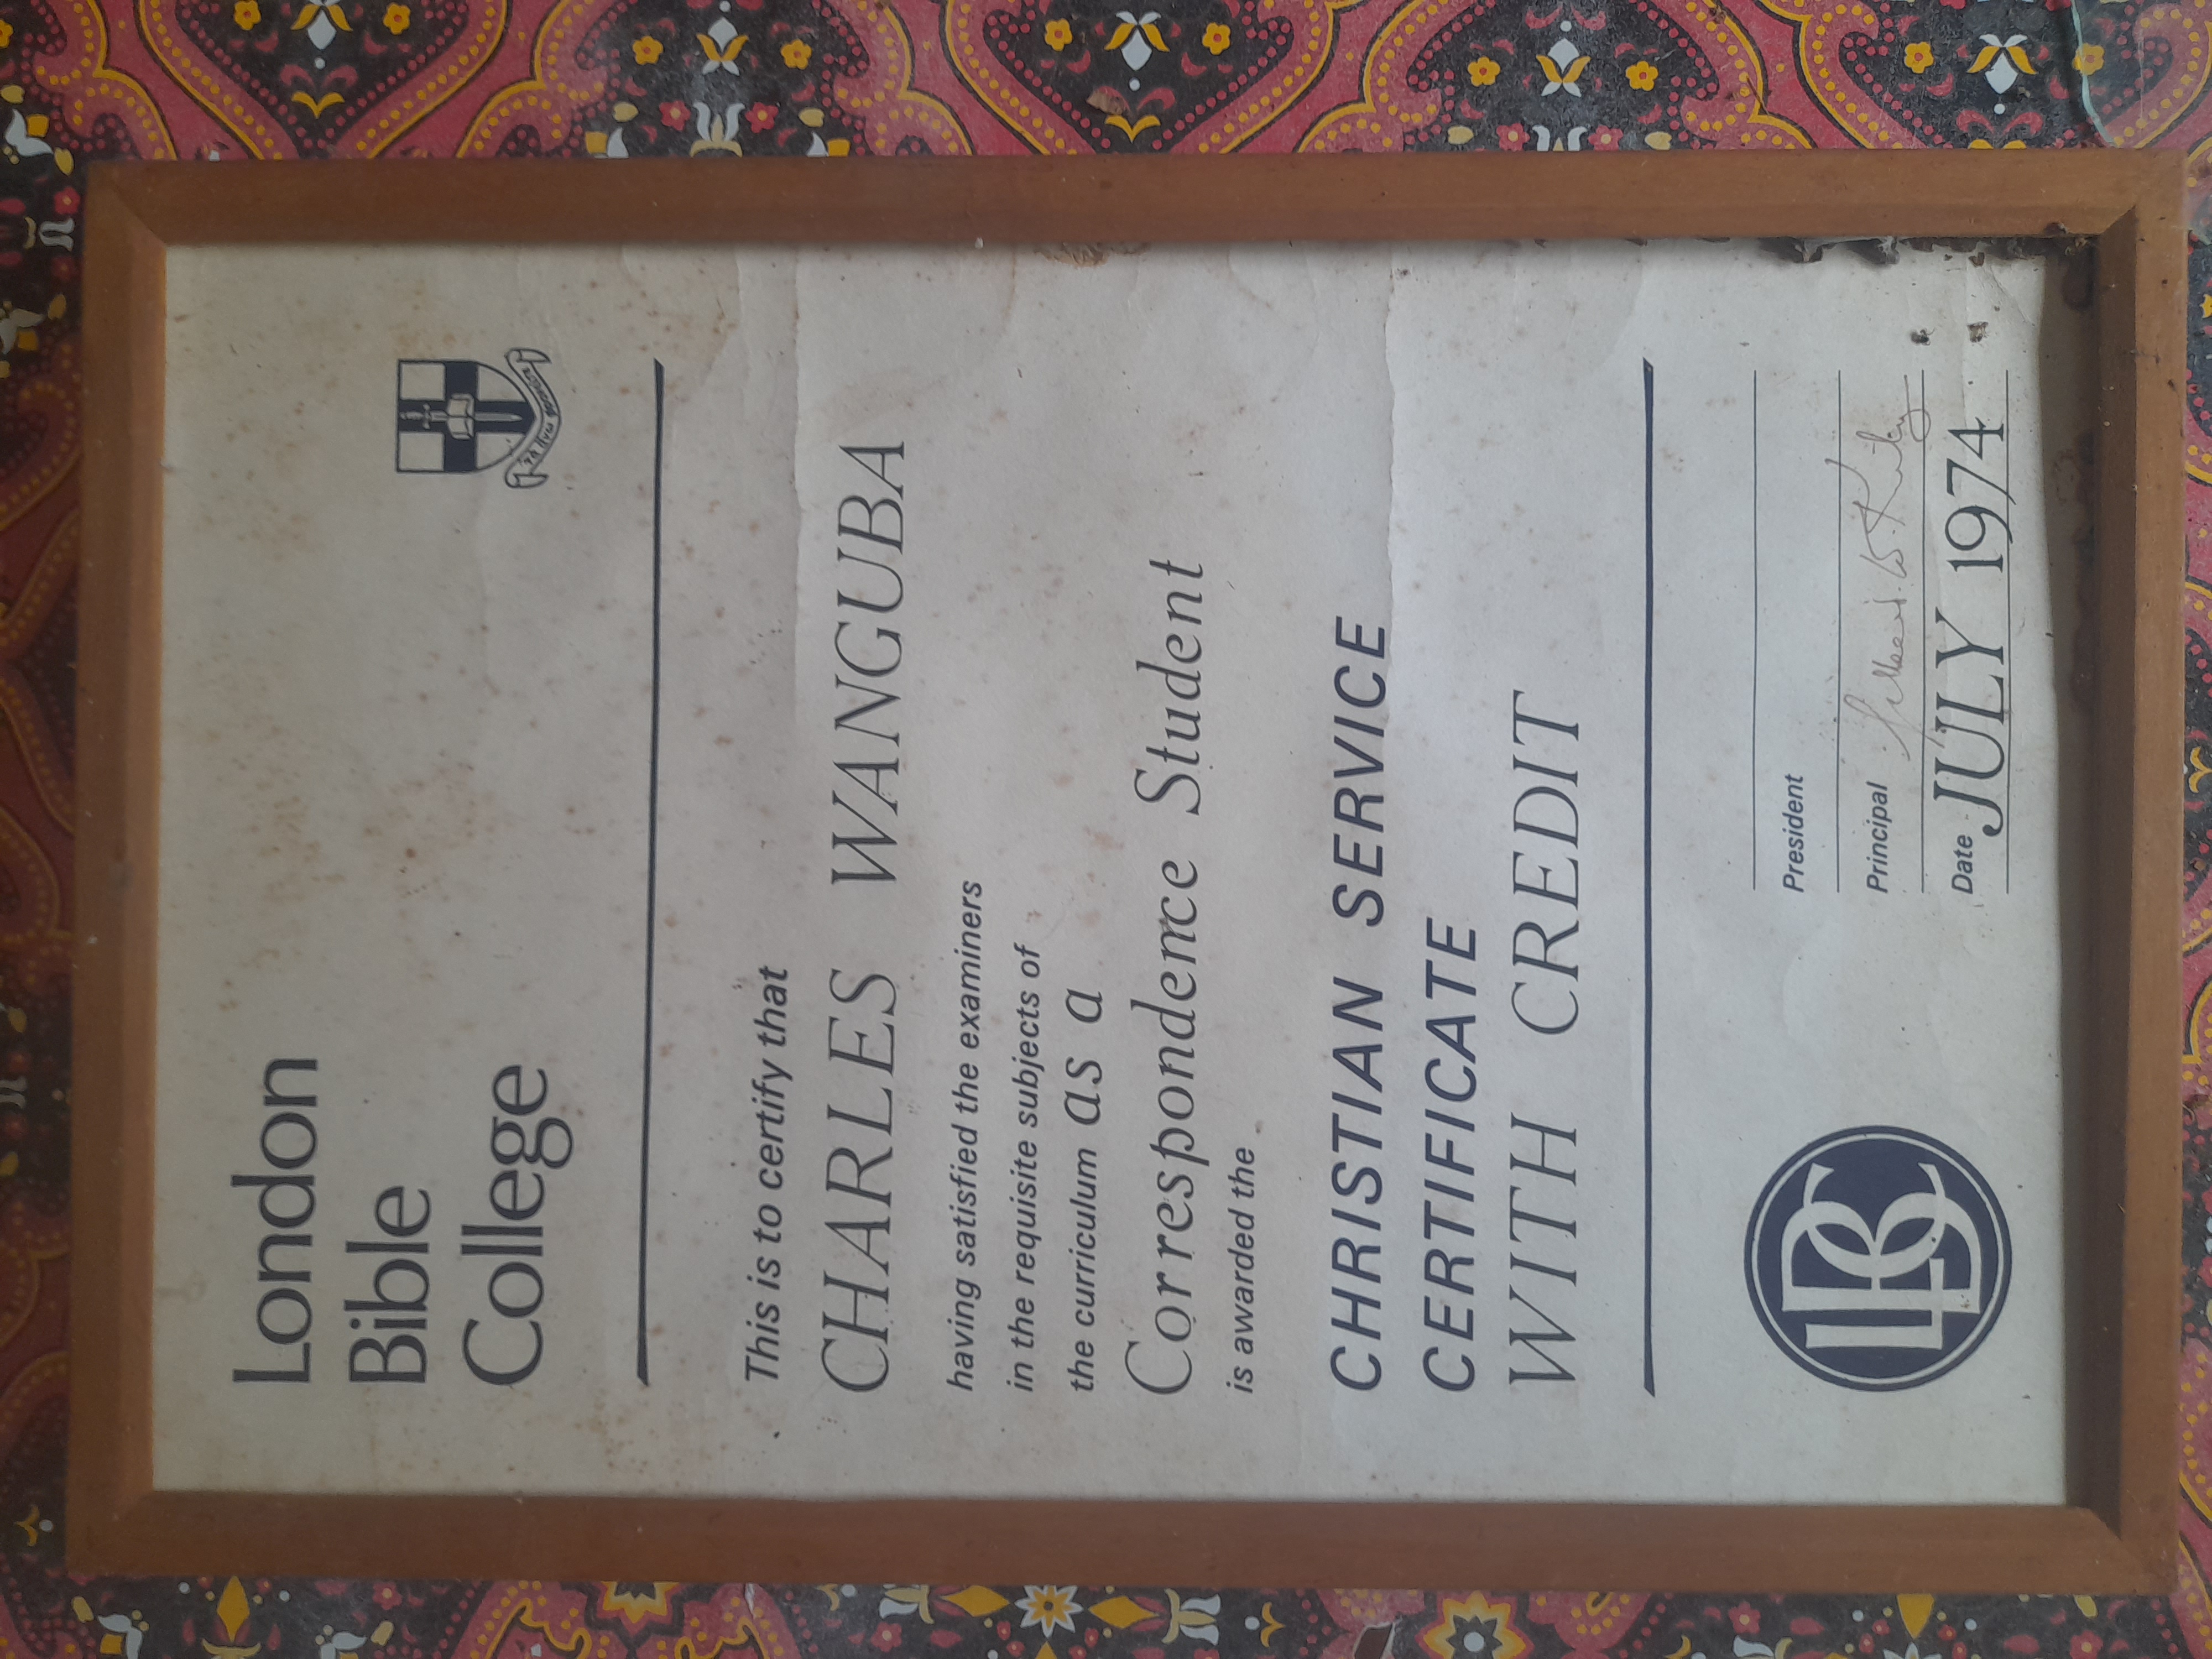 London
Bible
College
This is to certify that
CHARLES WANGUBA
having satisfied the examiners
in the requisite subjects of
the curriculum as a
Correspondence Student
is awarded the
CHRISTIAN SERVICE
CERTIFICATE
WITH CREDIT
LBC
President
Principal
Date JULY 1974